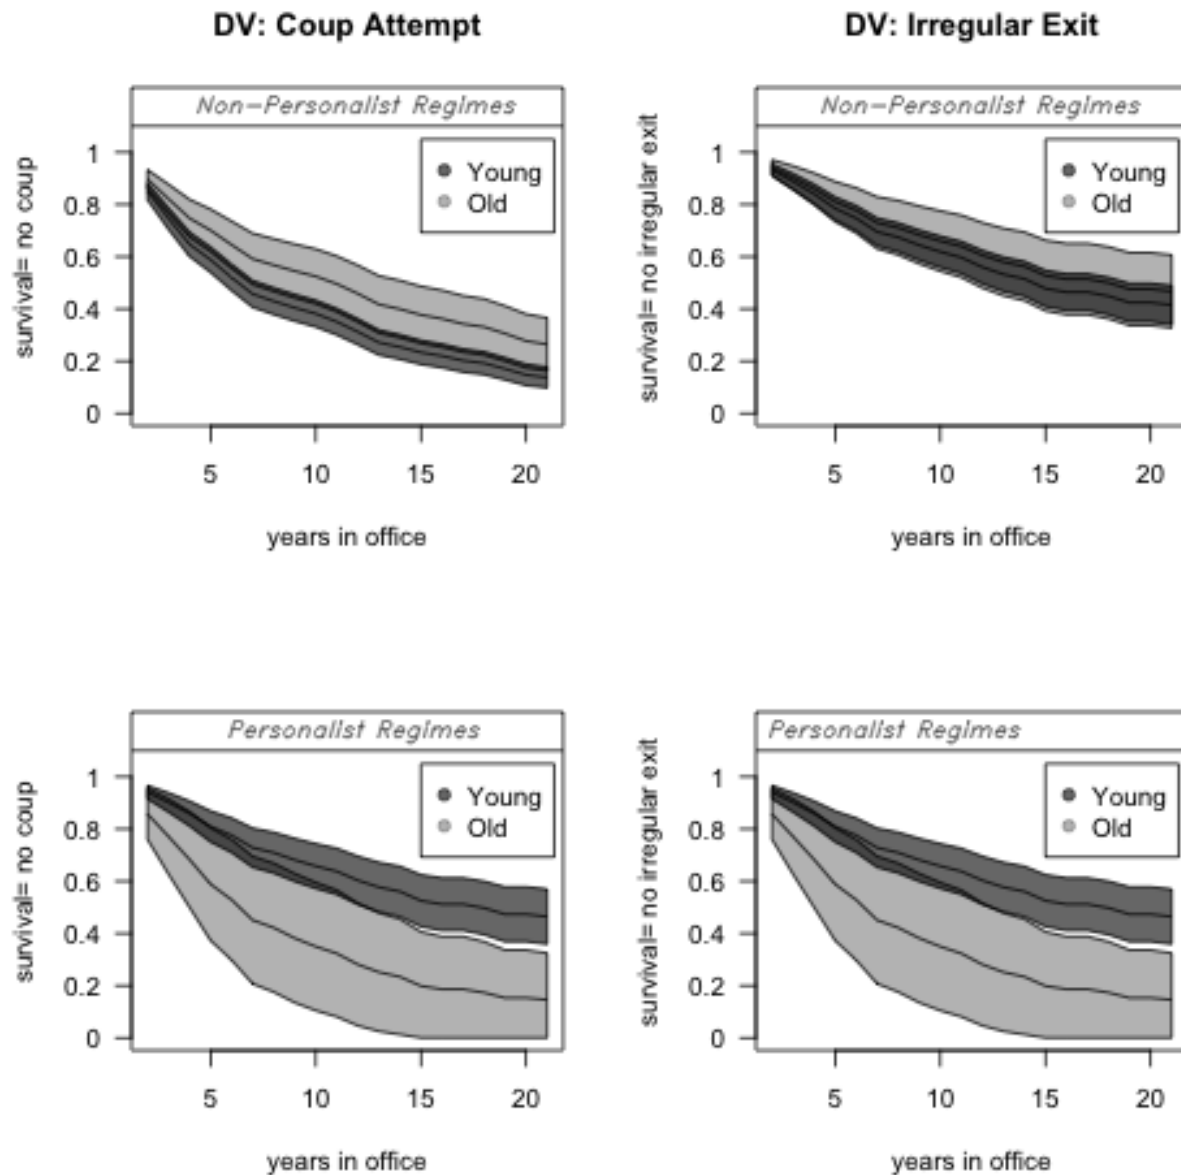 DV: Coup Attempt
Non-Personalist Regimes
survival= no coup
1
0.8
0.6
0.4
0.2
0
Young
Old
5 10 15 20
years in office
DV: Irregular Exit
Non-Personalist Regimes
survival= no irregular exit
1
0.8
0.6
0.4
0.2
0
Young
Old
5 10 15 20
years in office
Personalist Regimes
survival= no coup
1
0.8
0.6
0.4
0.2
0
Young
Old
5 10 15 20
years in office
Personalist Regimes
survival= no irregular exit
1
0.8
0.6
0.4
0.2
0
Young
Old
5 10 15 20
years in office